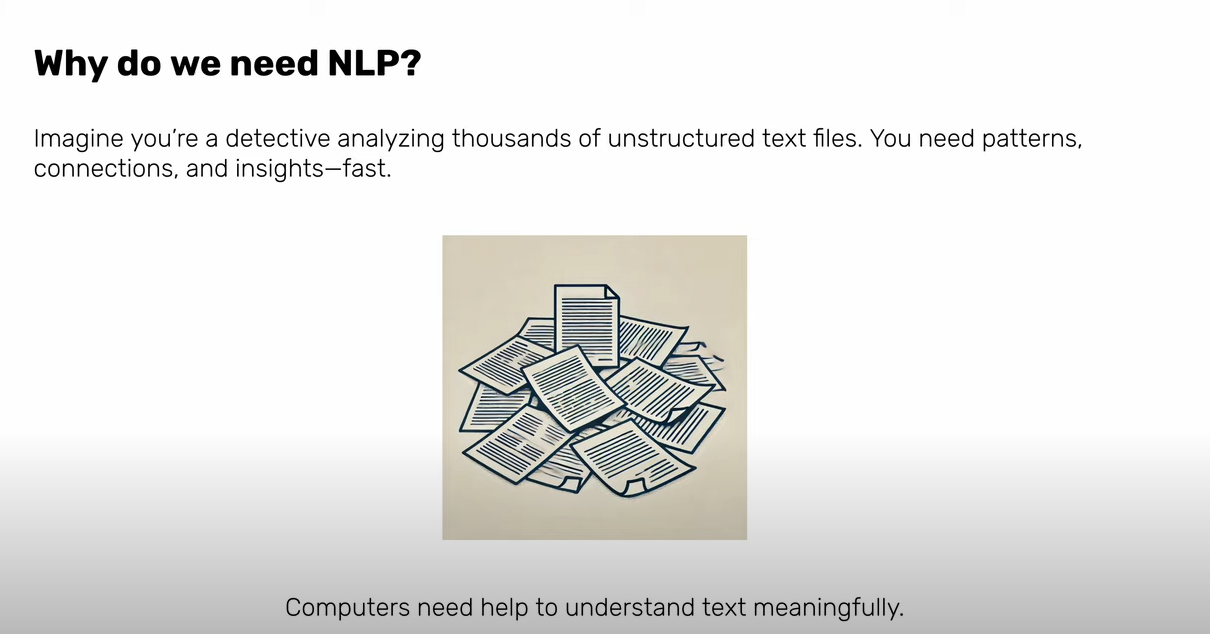 Why do we need NLP?
Imagine you’re a detective analyzing thousands of unstructured text files. You need patterns,
connections, and insights—fast.
Computers need help to understand text meaningfully.